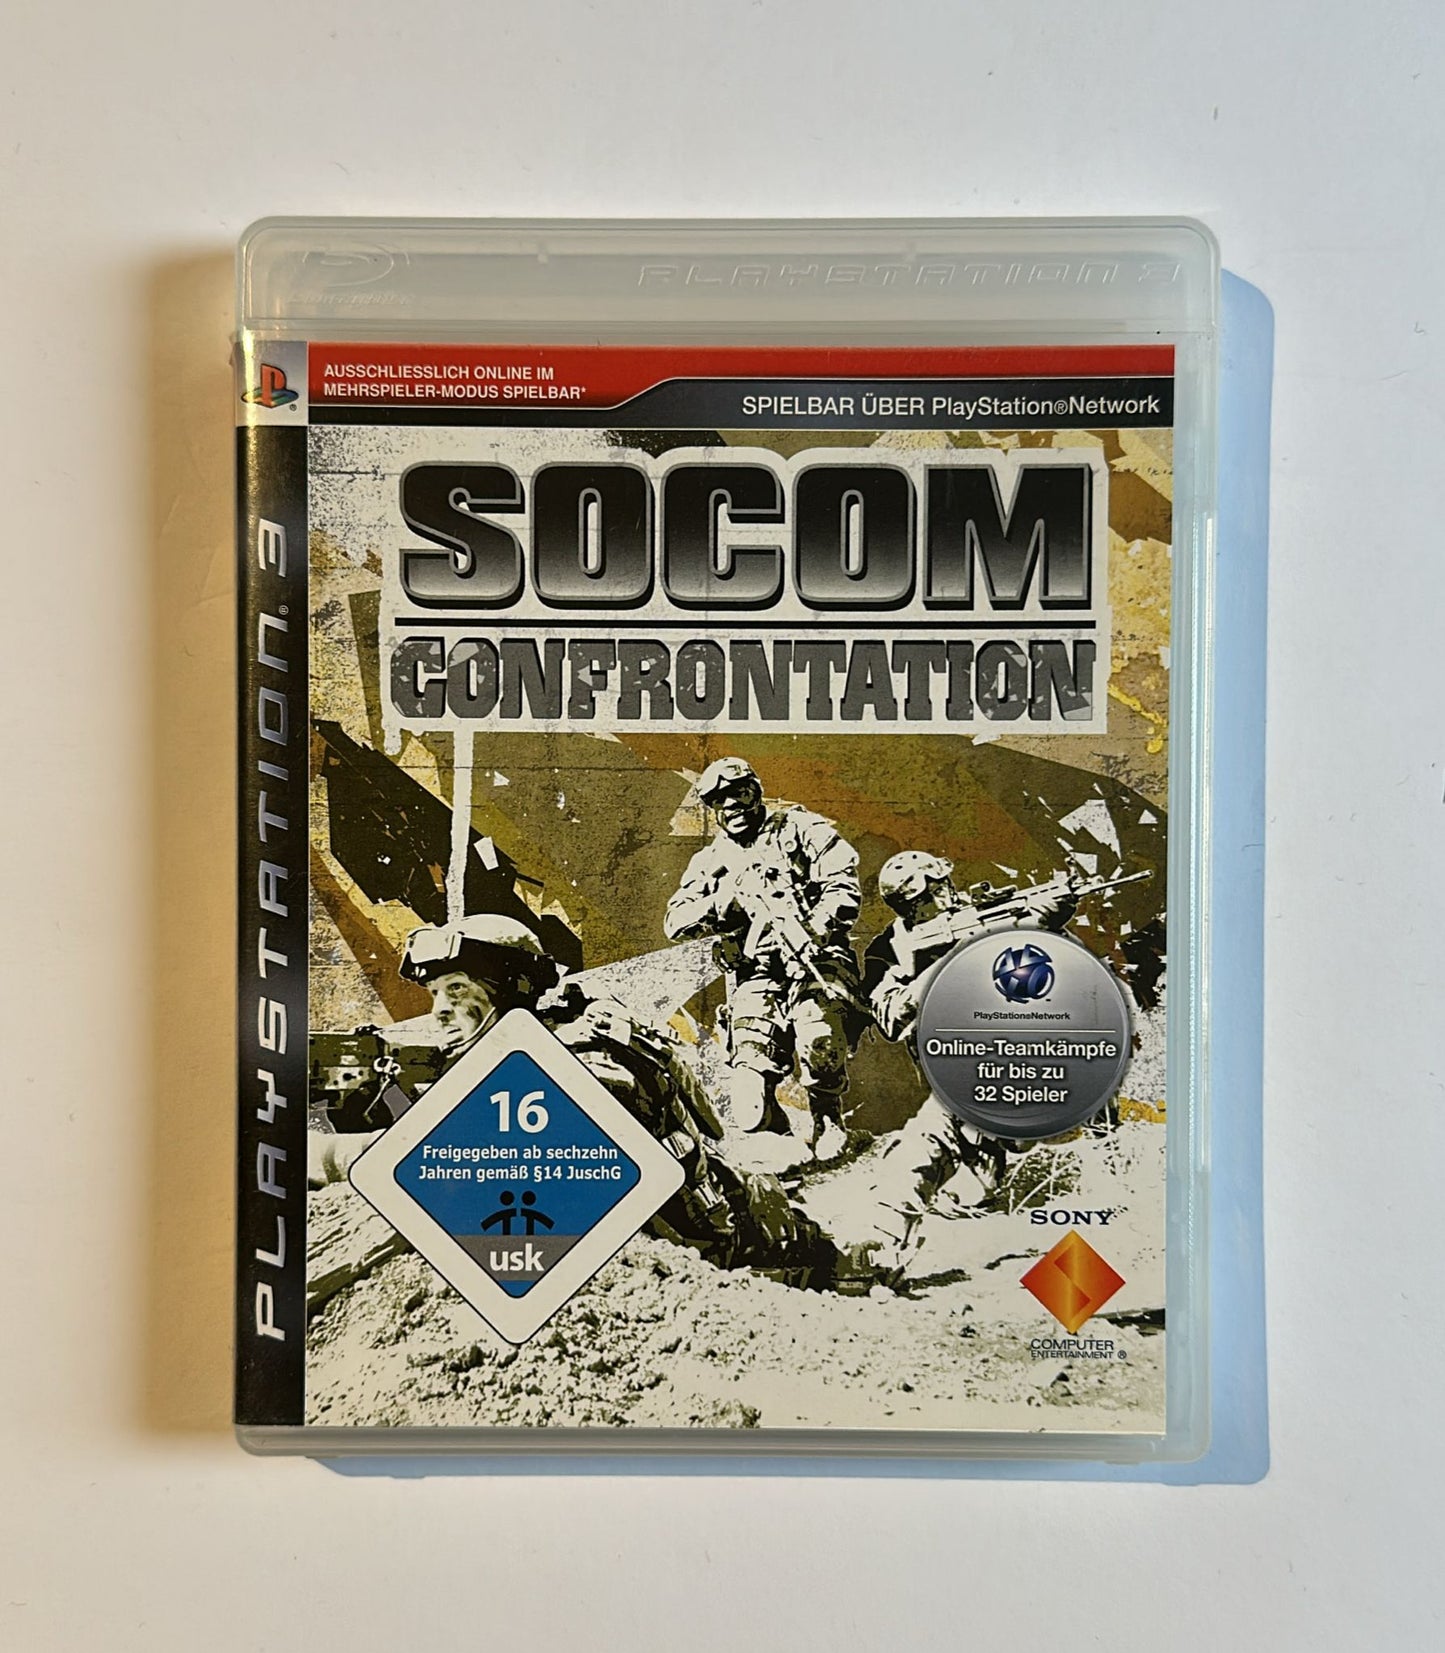 PLAYSTATION 3
AUSSCHLIESSLICH ONLINE IM
MEHRSPIELER-MODUS SPIELBAR*
SPIELBAR ÜBER PlayStation®Network
PLAYSTATION®3
SOCOM
CONFRONTATION
PlayStation®Network
Online-Teamkämpfe
für bis zu
32 Spieler
16
Freigegeben ab sechzehn
Jahren gemäß §14 JuschG
usk
SONY
COMPUTER
ENTERTAINMENT ®